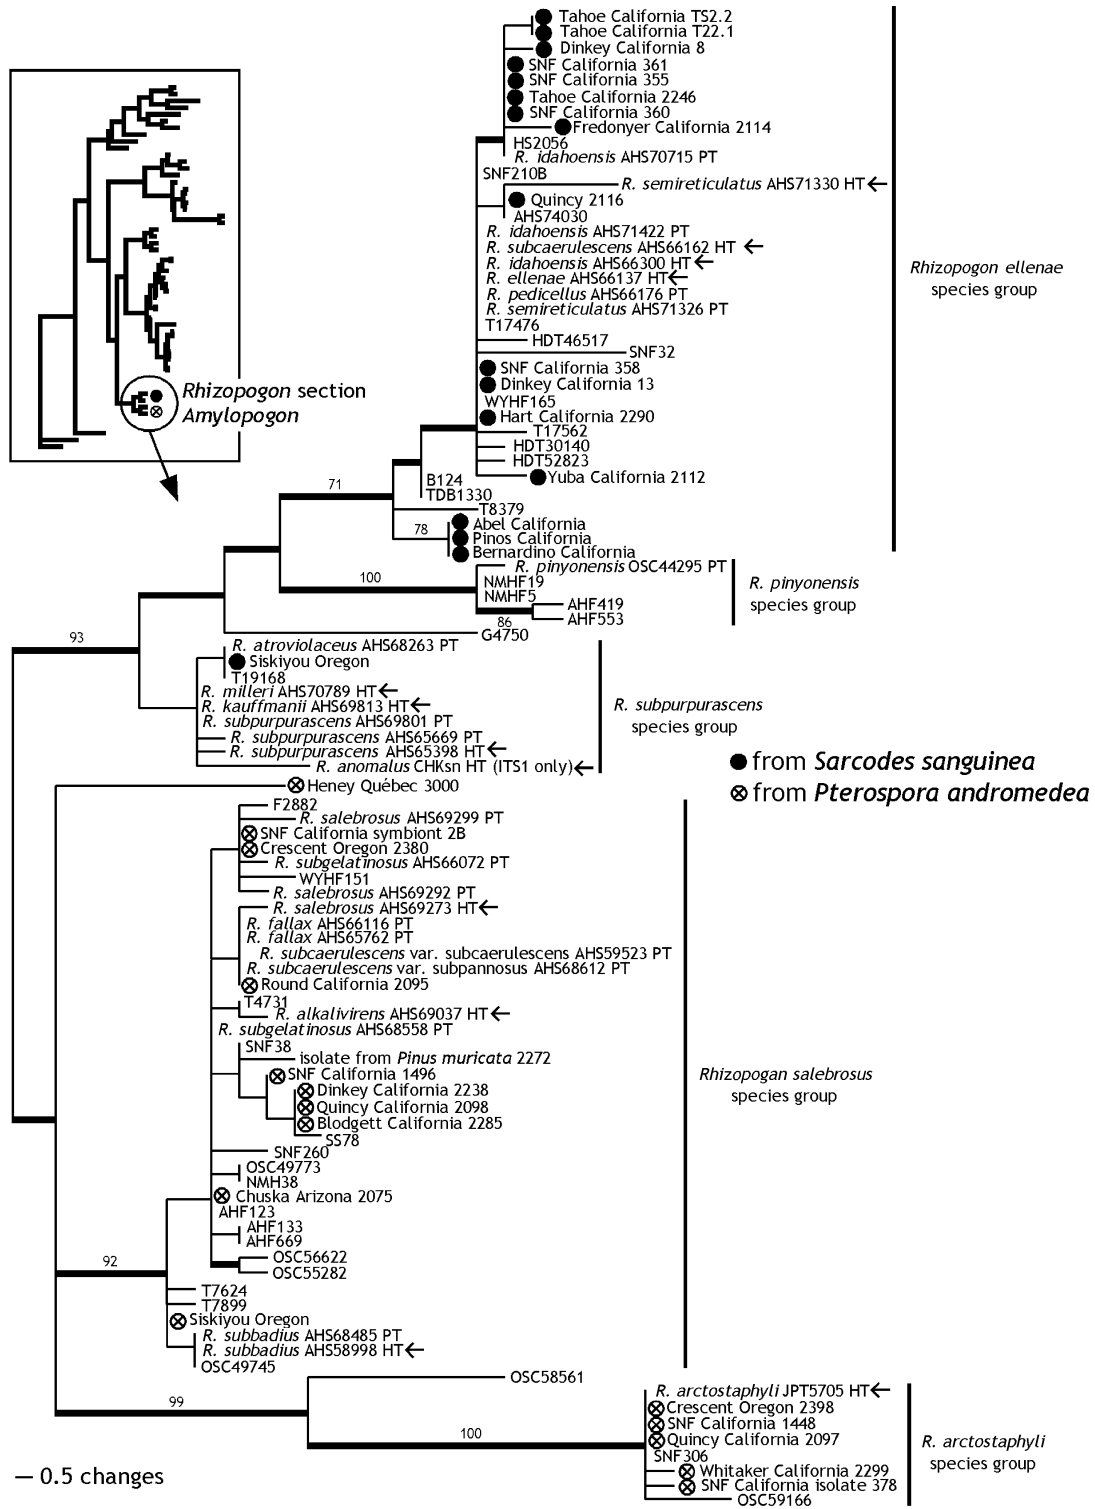 Tahoe California TS2.2
Tahoe California T22.1
Dinkey California 8
SNF California 361
SNF California 355
Tahoe California 2246
SNF California 360
Fredonyer California 2114
HS2056
R. idahoensis AHS70715 PT
SNF210B
R. semireticulatus AHS71330 HT
Quincy 2116
AHS74030
R. idahoensis AHS71422 PT
R. subcaerulescens AHS66162 HT
R. idahoensis AHS66300 HT
R. ellenae AHS66137 HT
R. pedicellus AHS66176 PT
R. semireticulatus AHS71326 PT
T17476
HDT46517
SNF32
SNF California 358
Dinkey California 13
WYHF165
Hart California 2290
T17562
HDT30140
HDT52823
Yuba California 2112
Rhizopogon ellenae
species group
Rhizopogon section
Amylopogon
71
B124
TDB1330
T8379
78
Abel California
Pinos California
Bernardino California
100
R. pinyonensis OSC44295 PT
NMHF19
NMHF5
AHF419
AHF553
86
R. pinyonensis
species group
G4750
93
R. atroviolaceus AHS68263 PT
Siskiyou Oregon
T19168
R. milleri AHS70789 HT
R. kauffmanii AHS69813 HT
R. subpurpurascens AHS69801 PT
R. subpurpurascens AHS65669 PT
R. subpurpurascens AHS65398 HT
R. anomalus CHKsn HT (ITS1 only)
R. subpurpurascens
species group
from Sarcodes sanguinea
from Pterospora andromedea
Heney Québec 3000
F2882
R. salebrosus AHS69299 PT
SNF California symbiont 2B
Crescent Oregon 2380
R. subgelatinosus AHS66072 PT
WYHF151
R. salebrosus AHS69292 PT
R. salebrosus AHS69273 HT
R. fallax AHS66116 PT
R. fallax AHS65762 PT
R. subcaerulescens var. subcaerulescens AHS59523 PT
R. subcaerulescens var. subpannosus AHS68612 PT
Round California 2095
T4731
R. alkalivirens AHS69037 HT
R. subgelatinosus AHS68558 PT
SNF38
isolate from Pinus muricata 2272
SNF California 1496
Dinkey California 2238
Quincy California 2098
Blodgett California 2285
SS78
SNF260
OSC49773
NMH38
Chuska Arizona 2075
AHF123
AHF133
AHF669
OSC56622
OSC55282
92
T7624
T7899
Siskiyou Oregon
R. subbadius AHS68485 PT
R. subbadius AHS58998 HT
OSC49745
Rhizopogan salebrosus
species group
99
OSC58561
100
R. arctostaphyli JPT5705 HT
Crescent Oregon 2398
SNF California 1448
Quincy California 2097
SNF306
Whitaker California 2299
SNF California isolate 378
OSC59166
R. arctostaphyli
species group
0.5 changes